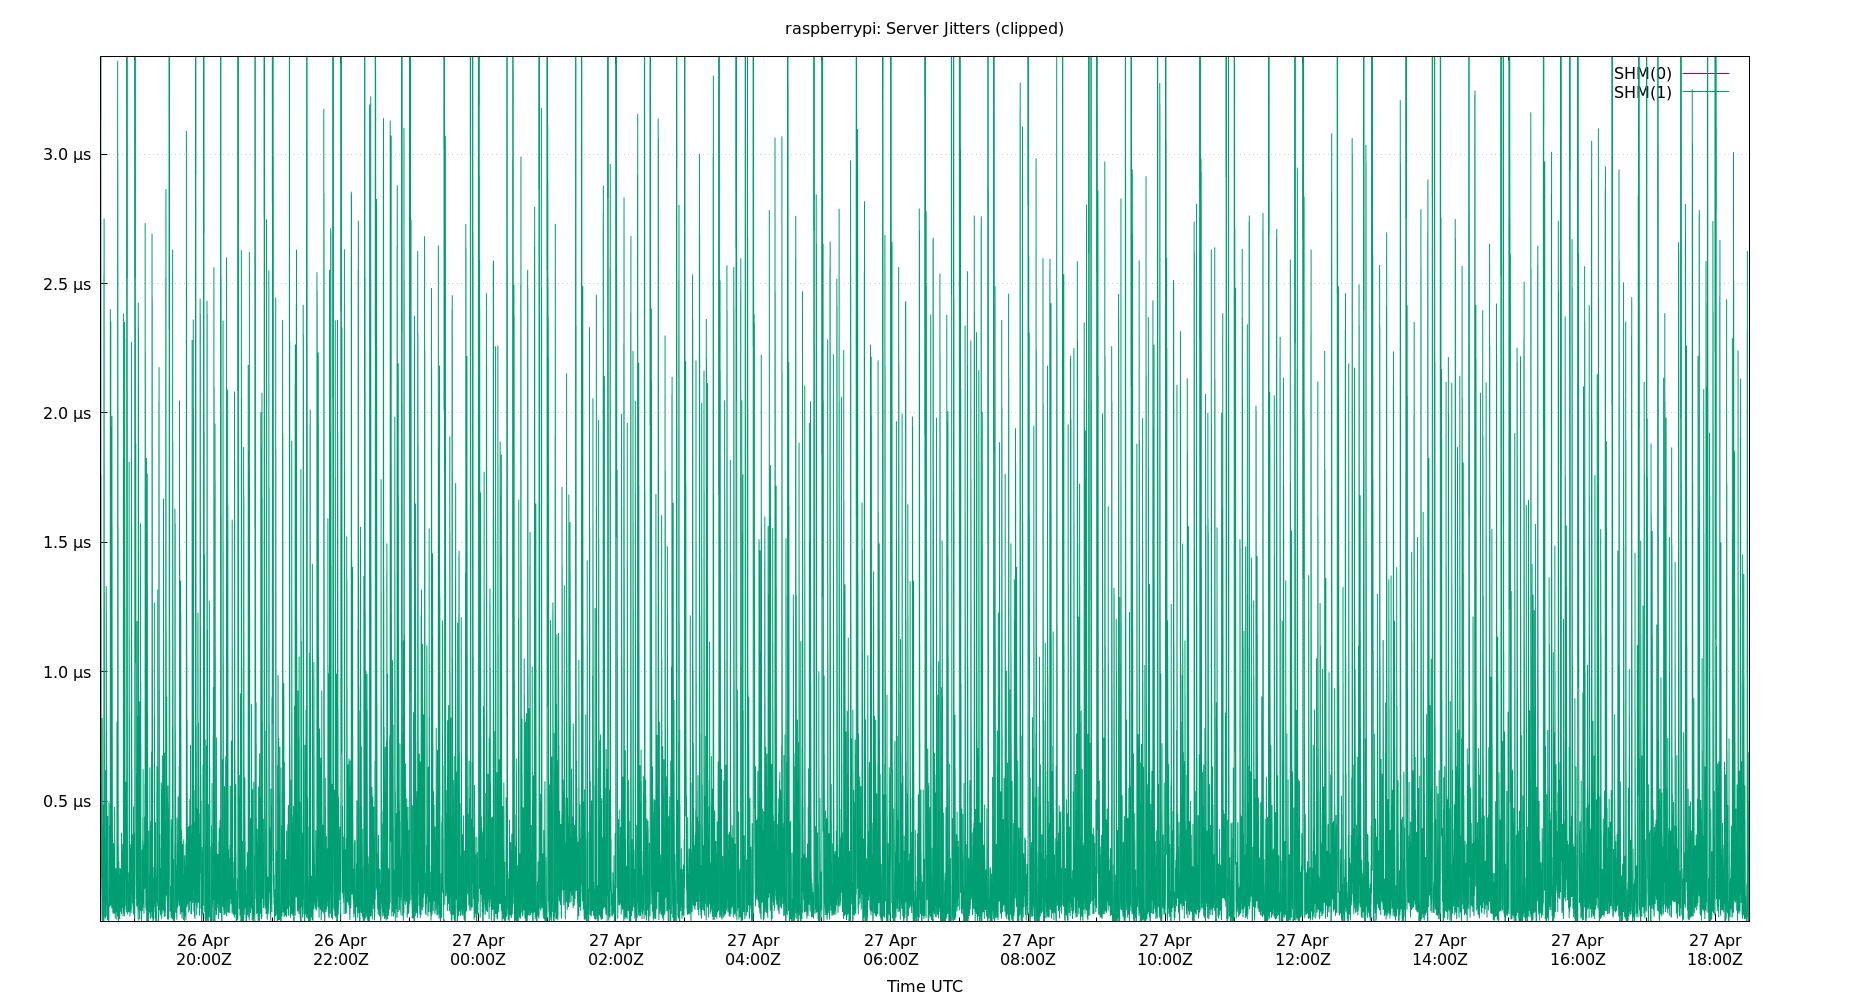 raspberrypi: Server Jitters (clipped)
SHM(0)
SHM(1)
3.0 µs
2.5 µs
2.0 µs
1.5 µs
1.0 µs
0.5 µs
26 Apr 26 Apr 27 Apr 27 Apr 27 Apr 27 Apr 27 Apr 27 Apr 27 Apr 27 Apr 27 Apr 27 Apr
20:00Z 22:00Z 00:00Z 02:00Z 04:00Z 06:00Z 08:00Z 10:00Z 12:00Z 14:00Z 16:00Z 18:00Z
Time UTC